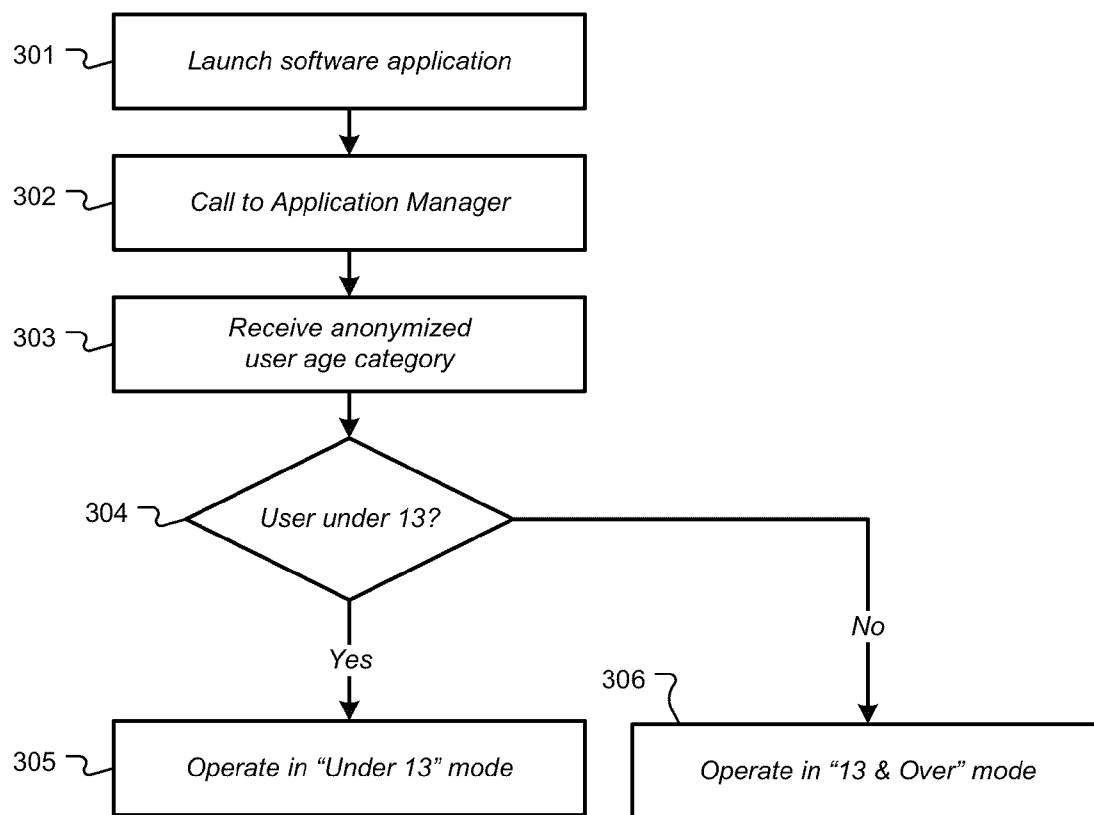 301
Launch software application
302
Call to Application Manager
303
Receive anonymized
user age category
304
User under 13?
Yes
No
305
Operate in “Under 13” mode
306
Operate in “13 & Over” mode